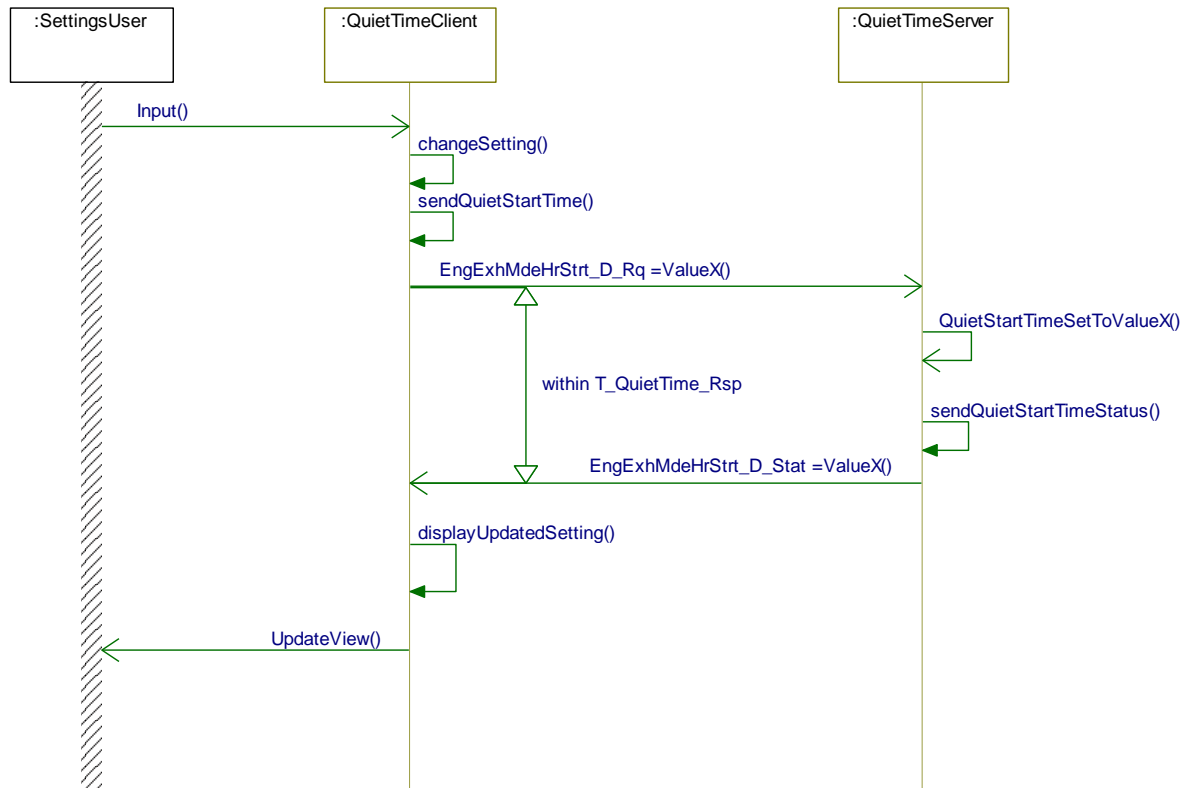 :SettingsUser
:QuietTimeClient
:QuietTimeServer
Input()
changeSetting()
sendQuietStartTime()
EngExhMdeHrStrt_D_Rq =ValueX()
QuietStartTimeSetToValueX()
within T_QuietTime_Rsp
sendQuietStartTimeStatus()
EngExhMdeHrStrt_D_Stat =ValueX()
displayUpdatedSetting()
UpdateView()